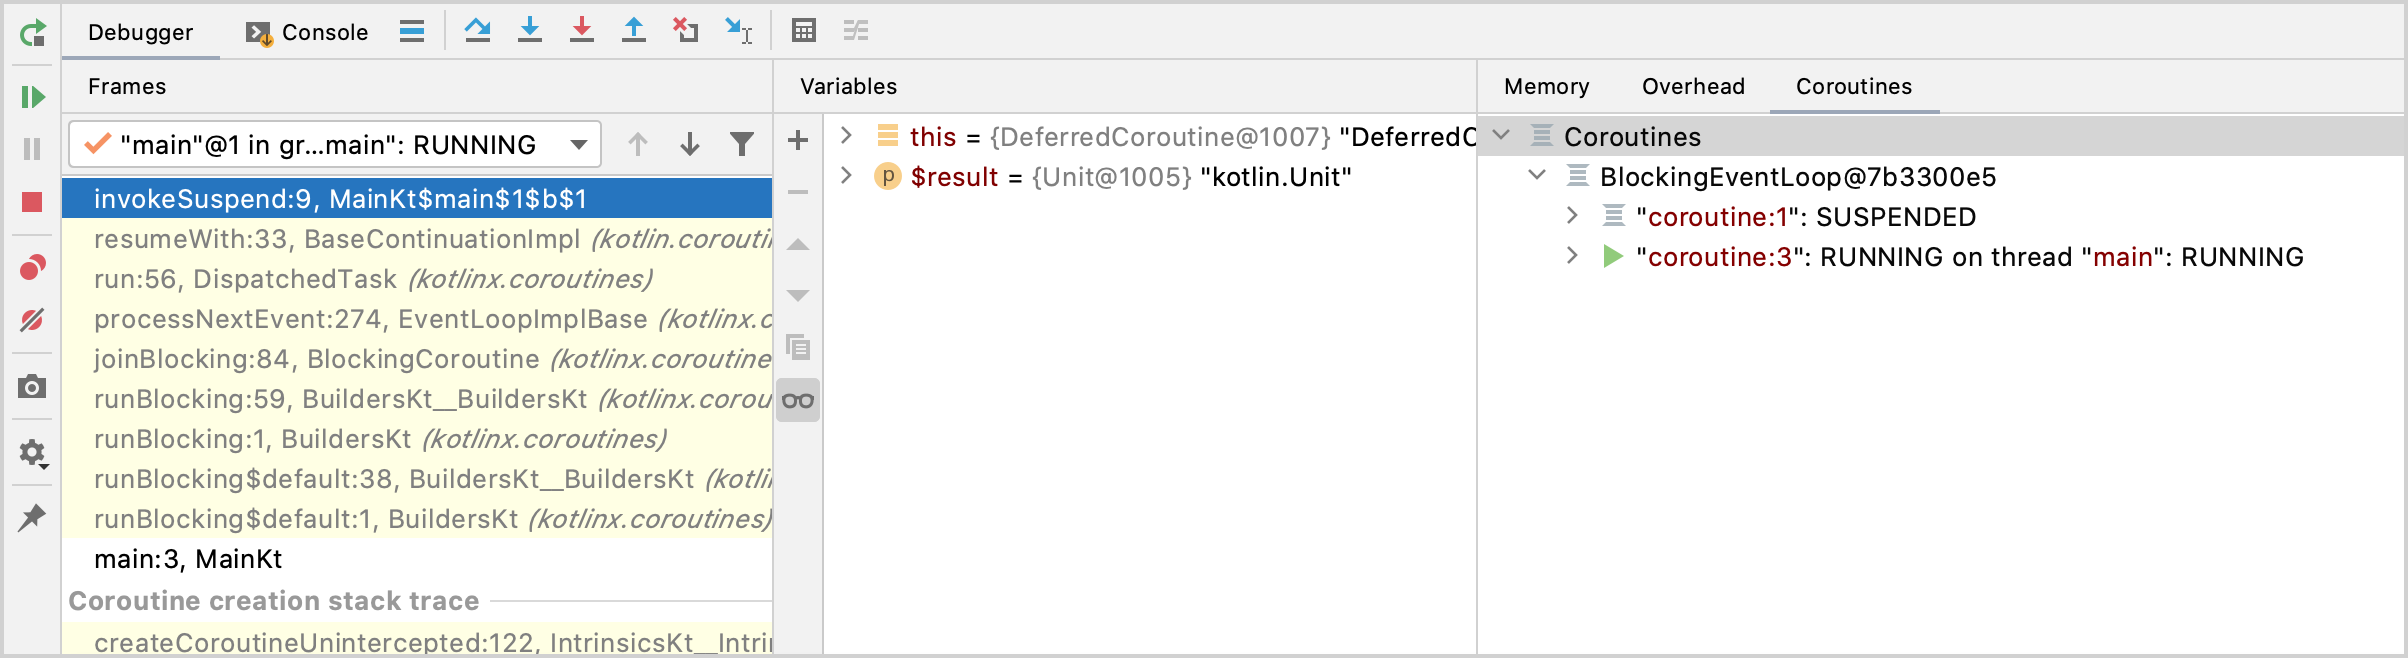 Debugger Console
Frames
"main"@1 in gr...main": RUNNING
invokeSuspend:9, MainKt$main$1$b$1
resumeWith:33, BaseContinuationImpl (kotlin.corouti
run:56, DispatchedTask (kotlinx.coroutines)
processNextEvent:274, EventLoopImplBase (kotlinx.c
joinBlocking:84, BlockingCoroutine (kotlinx.coroutine
runBlocking:59, BuildersKt__BuildersKt (kotlinx.corou
runBlocking:1, BuildersKt (kotlinx.coroutines)
runBlocking$default:38, BuildersKt__BuildersKt (kotli
runBlocking$default:1, BuildersKt (kotlinx.coroutines)
main:3, MainKt
Coroutine creation stack trace
createCoroutineUnintercepted:122, IntrinsicsKt__Intri
Variables
this = {DeferredCoroutine@1007} "DeferredC
p $result = {Unit@1005} "kotlin.Unit"
Memory Overhead Coroutines
Coroutines
BlockingEventLoop@7b3300e5
"coroutine:1": SUSPENDED
"coroutine:3": RUNNING on thread "main": RUNNING